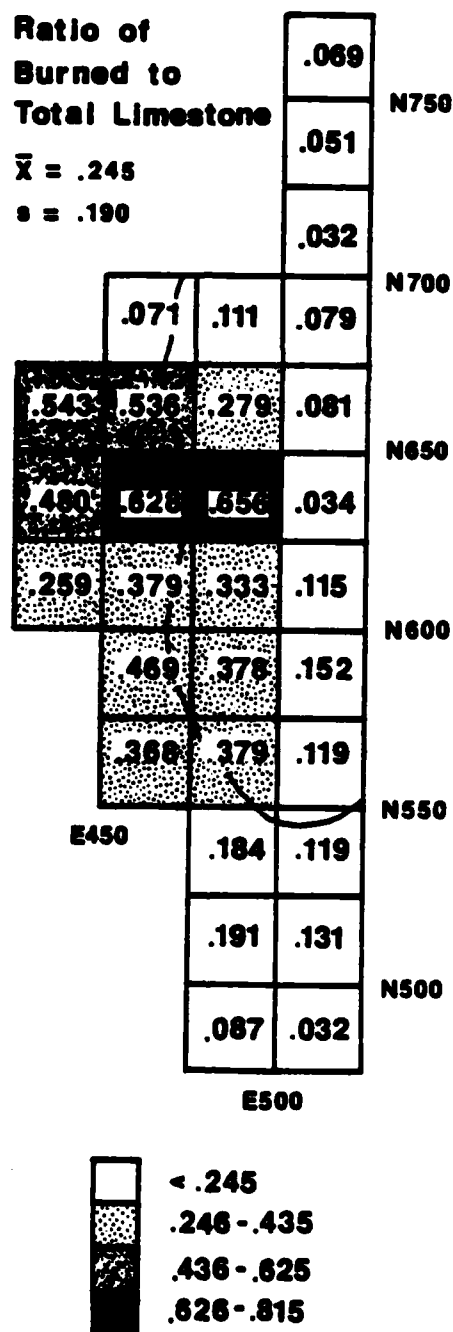 Ratio of
Burned to
Total Limestone
X̄ = .245
s = .190
.069
N750
.051
.032
N700
.071 .111 .079
.543 .536 .279 .081
N650
.480 .628 .656 .034
.259 .379 .333 .115
N600
.469 .378 .152
.368 .379 .119
N550
E450
.184 .119
.191 .131
N500
.087 .032
E500
< .245
.246-.435
.436-.625
.626-.815